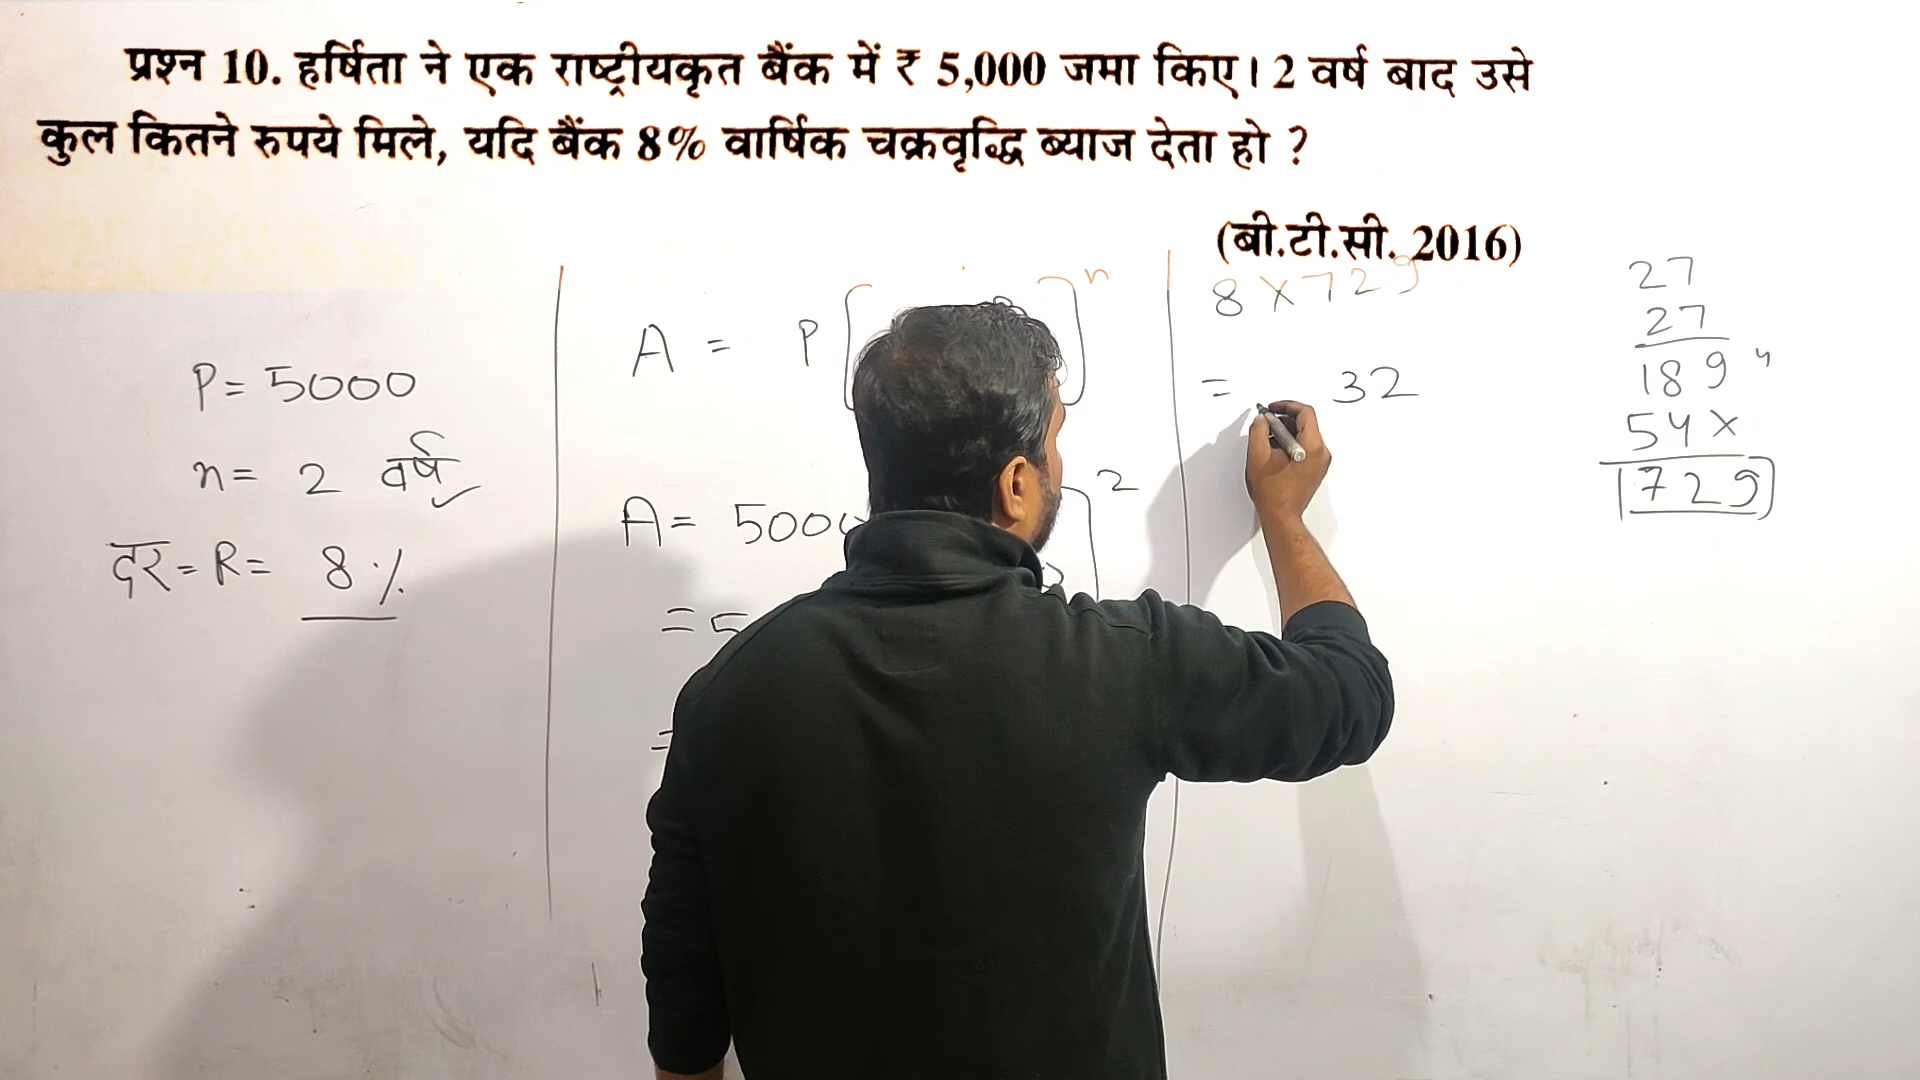 प्रश्न 10. हर्षिता ने एक राष्ट्रीयकृत बैंक में ₹ 5,000 जमा किए। 2 वर्ष बाद उसे
कुल कितने रुपये मिले, यदि बैंक 8% वार्षिक चक्रवृद्धि ब्याज देता हो ?
(बी.टी.सी. 2016)
P = 5000
n = 2 वर्ष
दर = R = 8%
A = P [ ]ⁿ
A = 500 ]²
= 5
=
8 × 729
= 32
27
27
189
54×
729